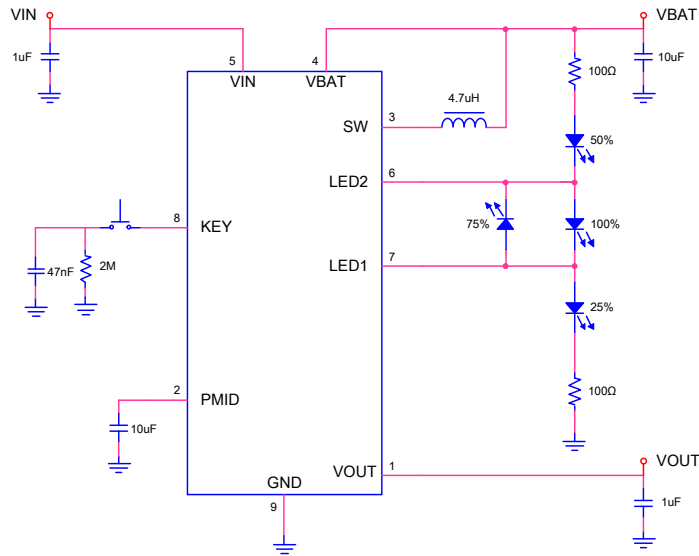 VIN
VBAT
1uF
5
4
100Ω
10uF
VIN
VBAT
4.7uH
3
SW
50%
LED2
6
8
KEY
75%
100%
47nF
2M
LED1
7
25%
2
PMID
100Ω
10uF
VOUT
1
VOUT
GND
9
1uF